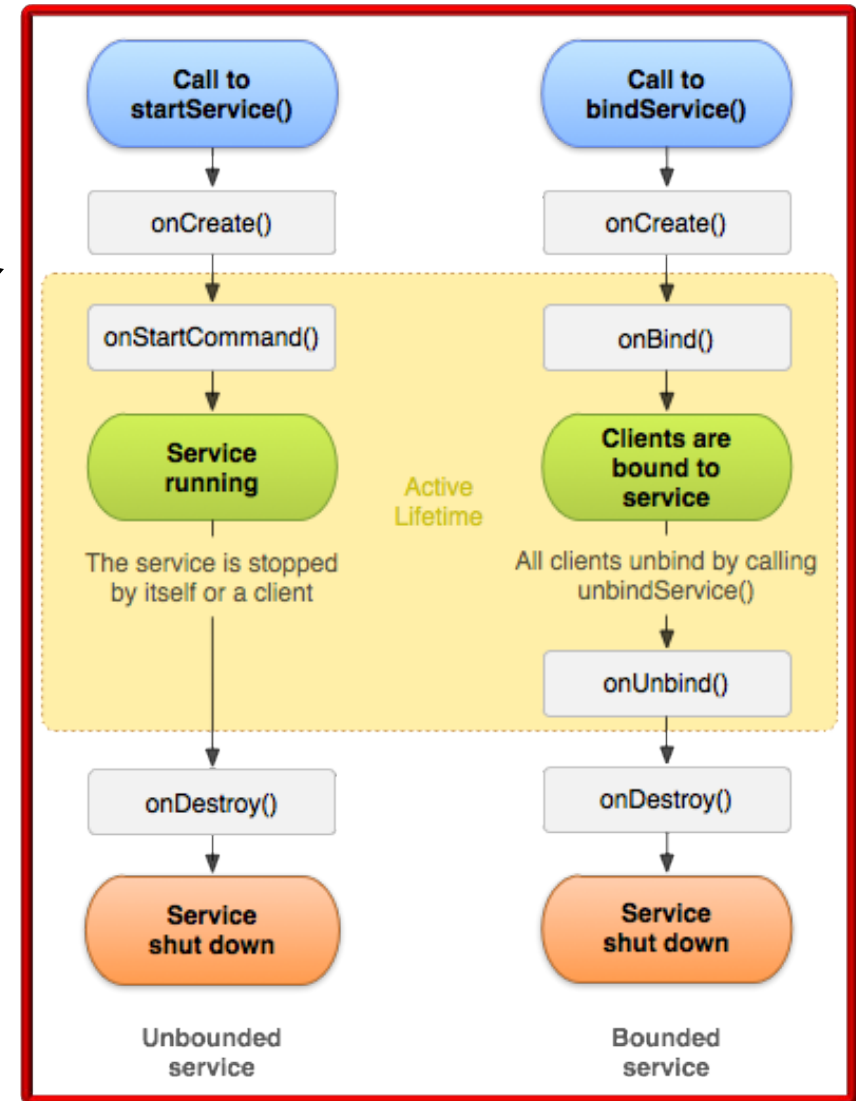 Call to
startService()
onCreate()
onStartCommand()
Service
running
The service is stopped
by itself or a client
onDestroy()
Service
shut down
Unbounded
service
Active
Lifetime
Call to
bindService()
onCreate()
onBind()
Clients are
bound to
service
All clients unbind by calling
unbindService()
onUnbind()
onDestroy()
Service
shut down
Bounded
service